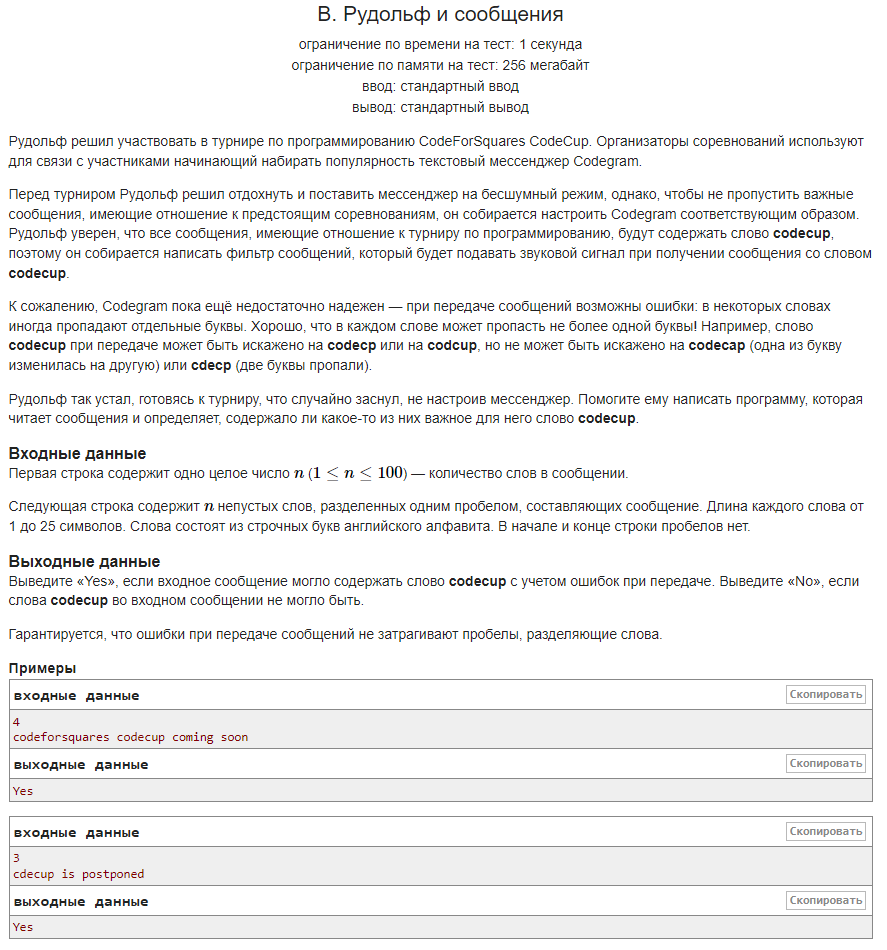 В. Рудольф и сообщения
ограничение по времени на тест: 1 секунда
ограничение по памяти на тест: 256 мегабайт
ввод: стандартный ввод
вывод: стандартный вывод
Рудольф решил участвовать в турнире по программированию CodeForSquares CodeCup. Организаторы соревнований используют
для связи с участниками начинающий набирать популярность текстовый мессенджер Codegram.
Перед турниром Рудольф решил отдохнуть и поставить мессенджер на бесшумный режим, однако, чтобы не пропустить важные
сообщения, имеющие отношение к предстоящим соревнованиям, он собирается настроить Codegram соответствующим образом.
Рудольф уверен, что все сообщения, имеющие отношение к турниру по программированию, будут содержать слово codecup,
поэтому он собирается написать фильтр сообщений, который будет подавать звуковой сигнал при получении сообщения со словом
codecup.
К сожалению, Codegram пока ещё недостаточно надежен — при передаче сообщений возможны ошибки: в некоторых словах
иногда пропадают отдельные буквы. Хорошо, что в каждом слове может пропасть не более одной буквы! Например, слово
codecup при передаче может быть искажено на codecp или на codcup, но не может быть искажено на codecap (одна из букву
изменилась на другую) или cdecp (две буквы пропали).
Рудольф так устал, готовясь к турниру, что случайно заснул, не настроив мессенджер. Помогите ему написать программу, которая
читает сообщения и определяет, содержало ли какое-то из них важное для него слово codecup.
Входные данные
Первая строка содержит одно целое число n (1 ≤ n ≤ 100) — количество слов в сообщении.
Следующая строка содержит n непустых слов, разделенных одним пробелом, составляющих сообщение. Длина каждого слова от
1 до 25 символов. Слова состоят из строчных букв английского алфавита. В начале и конце строки пробелов нет.
Выходные данные
Выведите «Yes», если входное сообщение могло содержать слово codecup с учетом ошибок при передаче. Выведите «No», если
слова codecup во входном сообщении не могло быть.
Гарантируется, что ошибки при передаче сообщений не затрагивают пробелы, разделяющие слова.
Примеры
входные данные Скопировать
4
codeforsquares codecup coming soon
выходные данные Скопировать
Yes
входные данные Скопировать
3
cdecup is postponed
выходные данные Скопировать
Yes